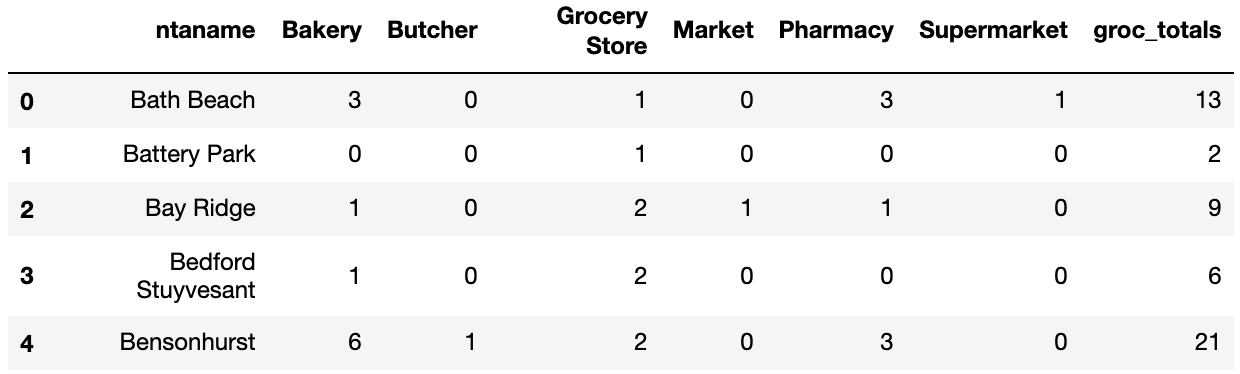 ntaname Bakery Butcher Grocery Store Market Pharmacy Supermarket groc_totals
0 Bath Beach 3 0 1 0 3 1 13
1 Battery Park 0 0 1 0 0 0 2
2 Bay Ridge 1 0 2 1 1 0 9
3 Bedford Stuyvesant 1 0 2 0 0 0 6
4 Bensonhurst 6 1 2 0 3 0 21